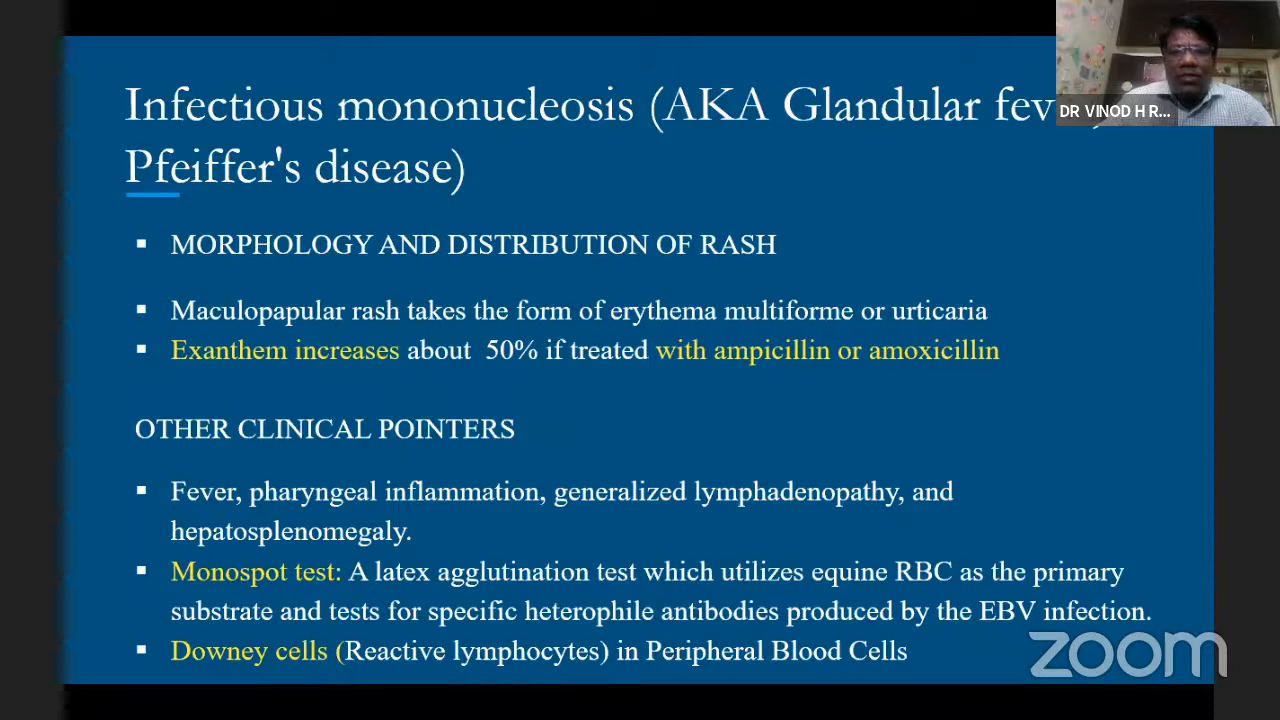 Infectious mononucleosis (AKA Glandular fev
Pfeiffer's disease)
DR VINOD H R...
▪ MORPHOLOGY AND DISTRIBUTION OF RASH
▪ Maculopapular rash takes the form of erythema multiforme or urticaria
▪ Exanthem increases about 50% if treated with ampicillin or amoxicillin
OTHER CLINICAL POINTERS
▪ Fever, pharyngeal inflammation, generalized lymphadenopathy, and
hepatosplenomegaly.
▪ Monospot test: A latex agglutination test which utilizes equine RBC as the primary
substrate and tests for specific heterophile antibodies produced by the EBV infection.
▪ Downey cells (Reactive lymphocytes) in Peripheral Blood Cells
zoom